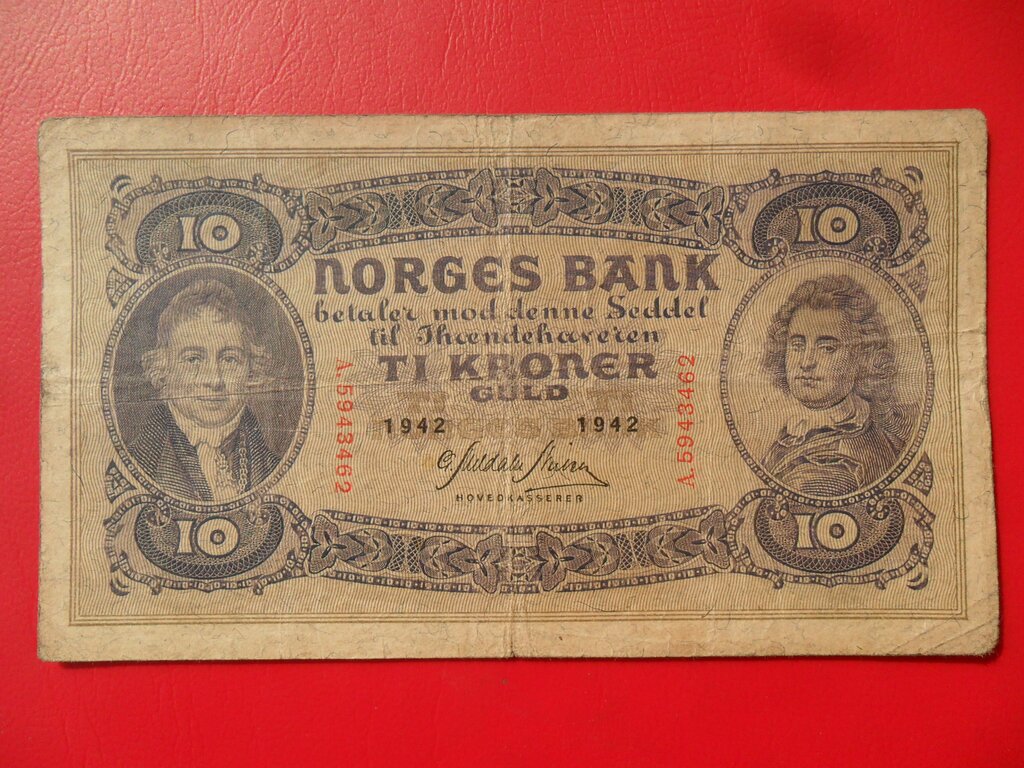 10 10
NORGES BANK
betaler mod denne Seddel
til Ihændehaveren
TI KRONER
GULD
A.5943462
A.5943462
1942 1942
HOVEDKASSERER
10 10